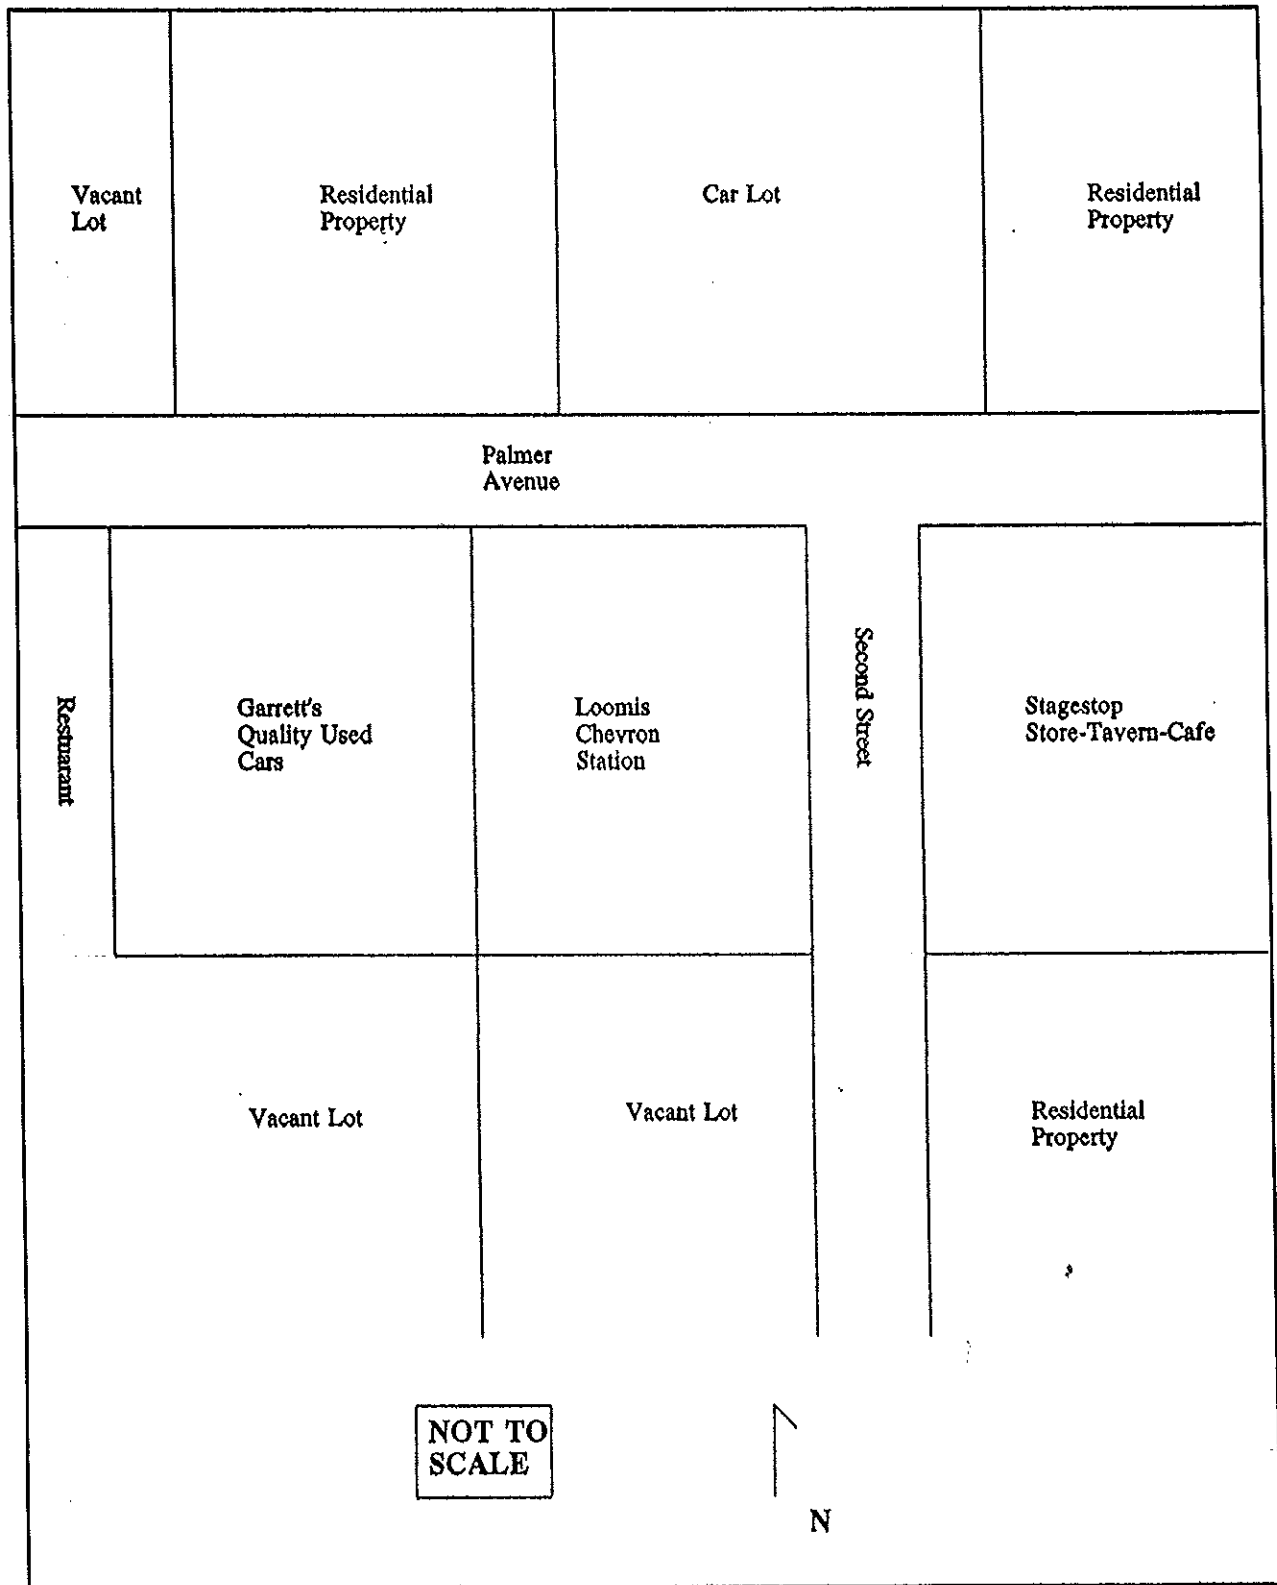 Vacant
Lot
Residential
Property
Car Lot
Residential
Property
Palmer
Avenue
Restuarant
Garrett's
Quality Used
Cars
Loomis
Chevron
Station
Second Street
Stagestop
Store-Tavern-Cafe
Vacant Lot
Vacant Lot
Residential
Property
NOT TO
SCALE
N